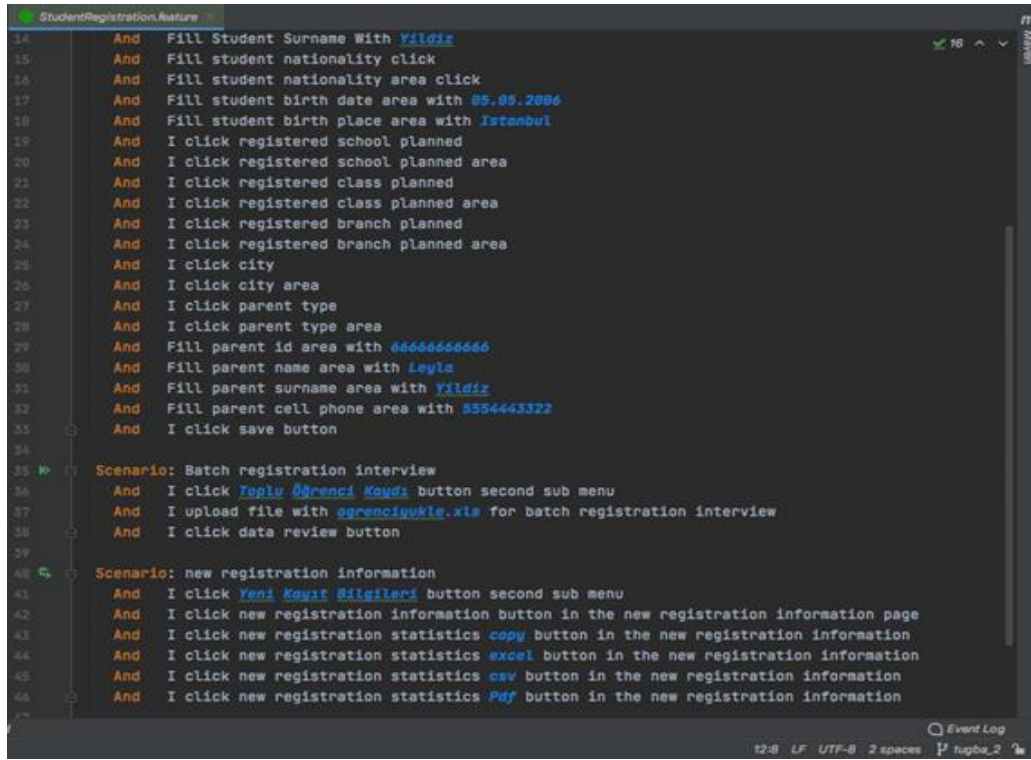 StudentRegistration.feature
14 And Fill Student Surname With Yildiz
16
15 And Fill student nationality click
Maven
16 And Fill student nationality area click
17 And Fill student birth date area with 05.05.2006
18 And Fill student birth place area with Istanbul
19 And I click registered school planned
20 And I click registered school planned area
21 And I click registered class planned
22 And I click registered class planned area
23 And I click registered branch planned
24 And I click registered branch planned area
25 And I click city
26 And I click city area
27 And I click parent type
28 And I click parent type area
29 And Fill parent id area with 66666666666
30 And Fill parent name area with Leyla
31 And Fill parent surname area with Yildiz
32 And Fill parent cell phone area with 5554443322
33 And I click save button
34
35 Scenario: Batch registration interview
36 And I click Toplu Öğrenci Kaydı button second sub menu
37 And I upload file with ogrenciyukle.xls for batch registration interview
38 And I click data review button
39
40 Scenario: new registration information
41 And I click Yeni Kayıt Bilgileri button second sub menu
42 And I click new registration information button in the new registration information page
43 And I click new registration statistics copy button in the new registration information
44 And I click new registration statistics excel button in the new registration information
45 And I click new registration statistics csv button in the new registration information
46 And I click new registration statistics Pdf button in the new registration information
Event Log
12:8 LF UTF-8 2 spaces tugba_2